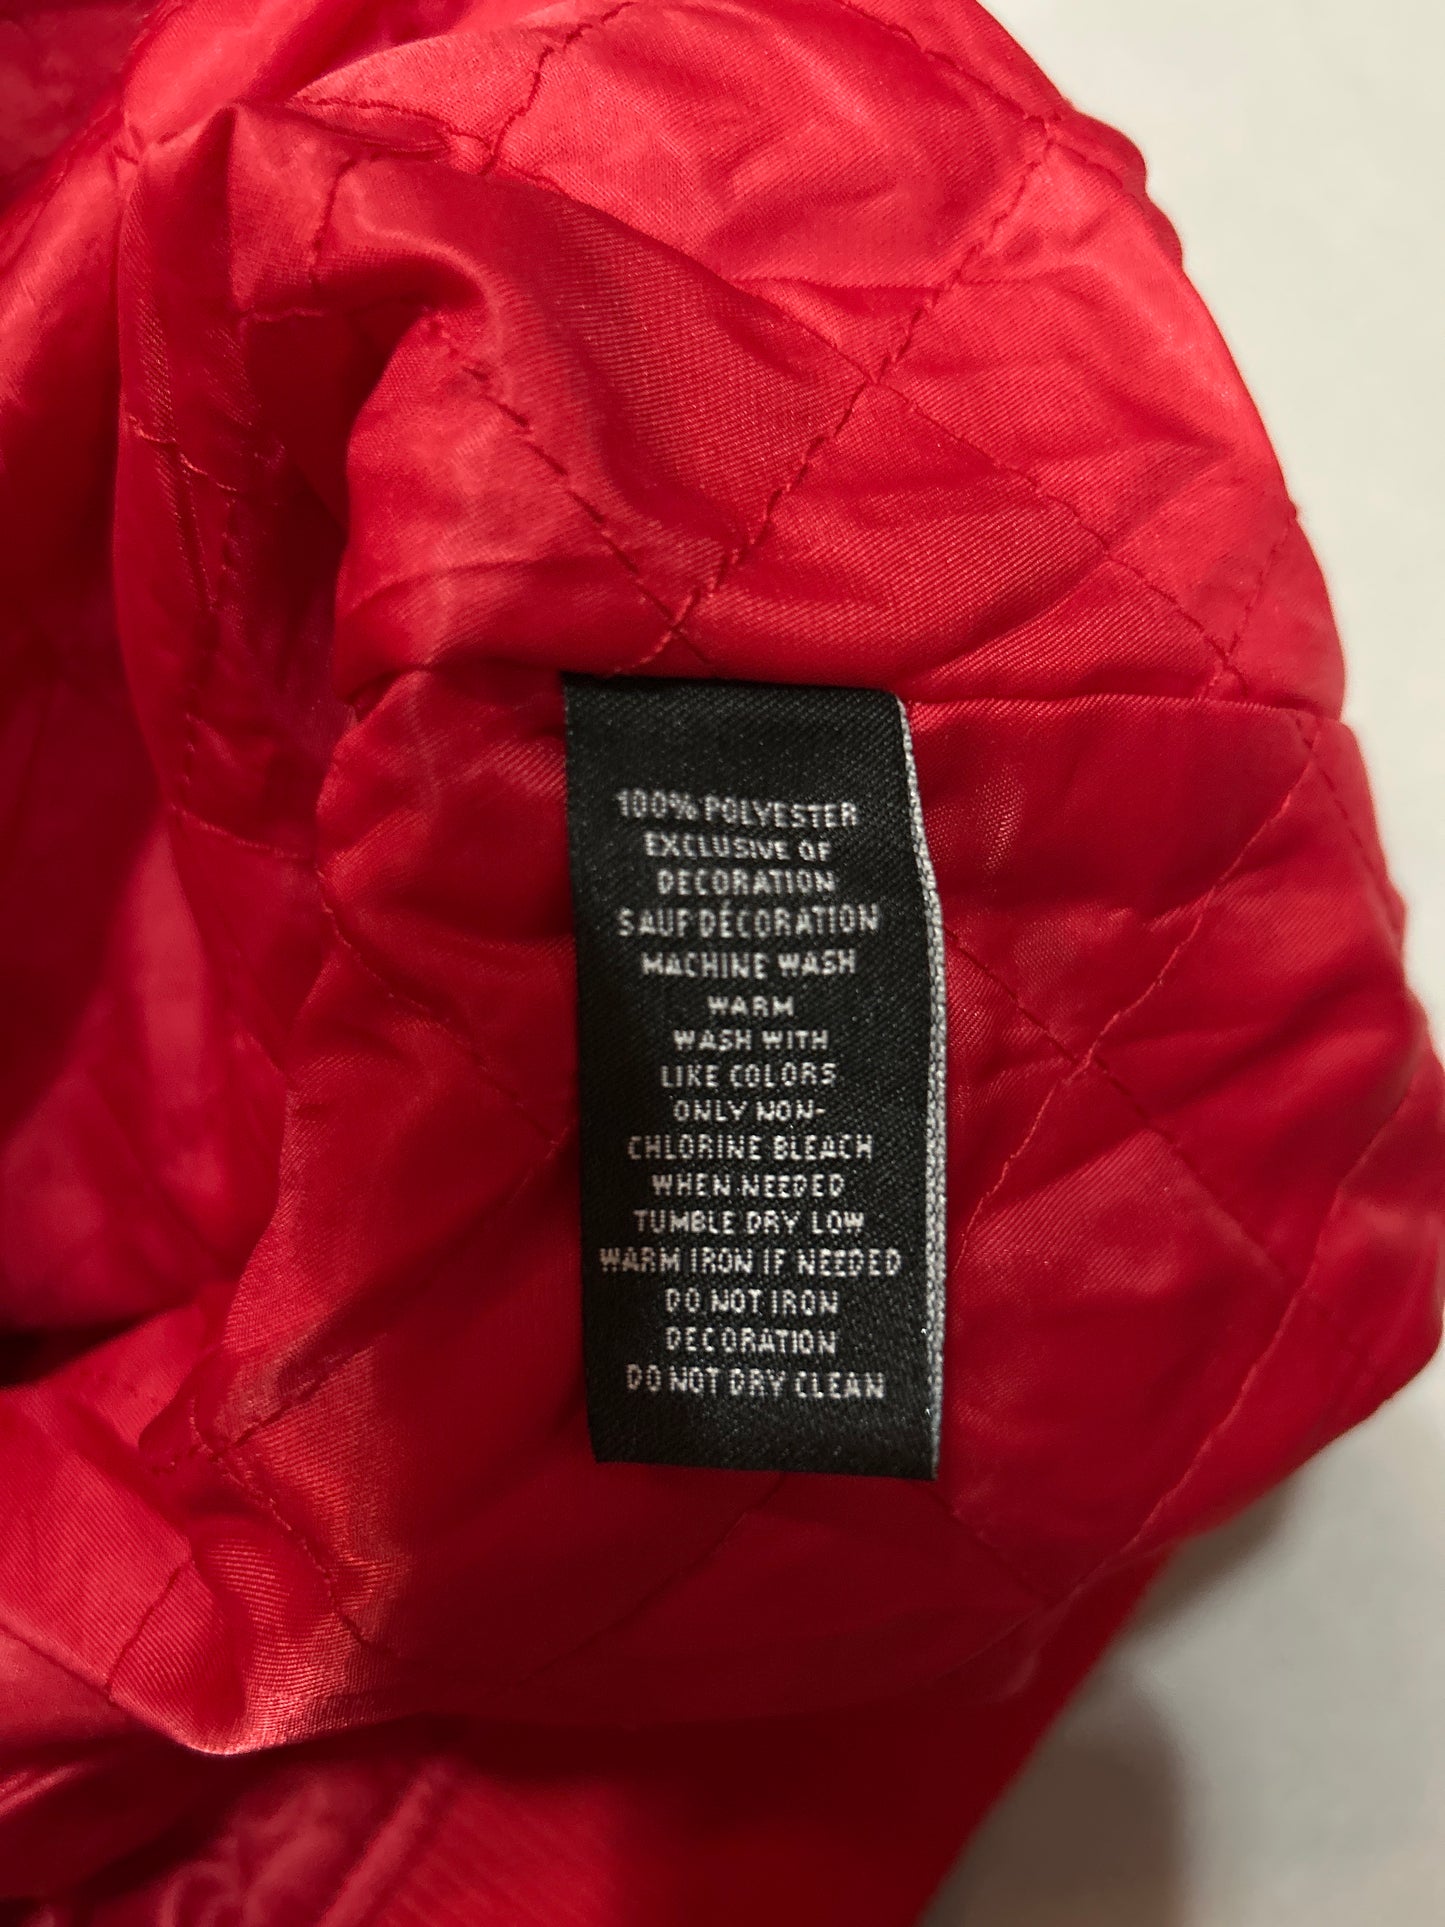 100% POLYESTER
EXCLUSIVE OF
DECORATION
SAUF DÉCORATION
MACHINE WASH
WARM
WASH WITH
LIKE COLORS
ONLY NON-
CHLORINE BLEACH
WHEN NEEDED
TUMBLE DRY LOW
WARM IRON IF NEEDED
DO NOT IRON
DECORATION
DO NOT DRY CLEAN